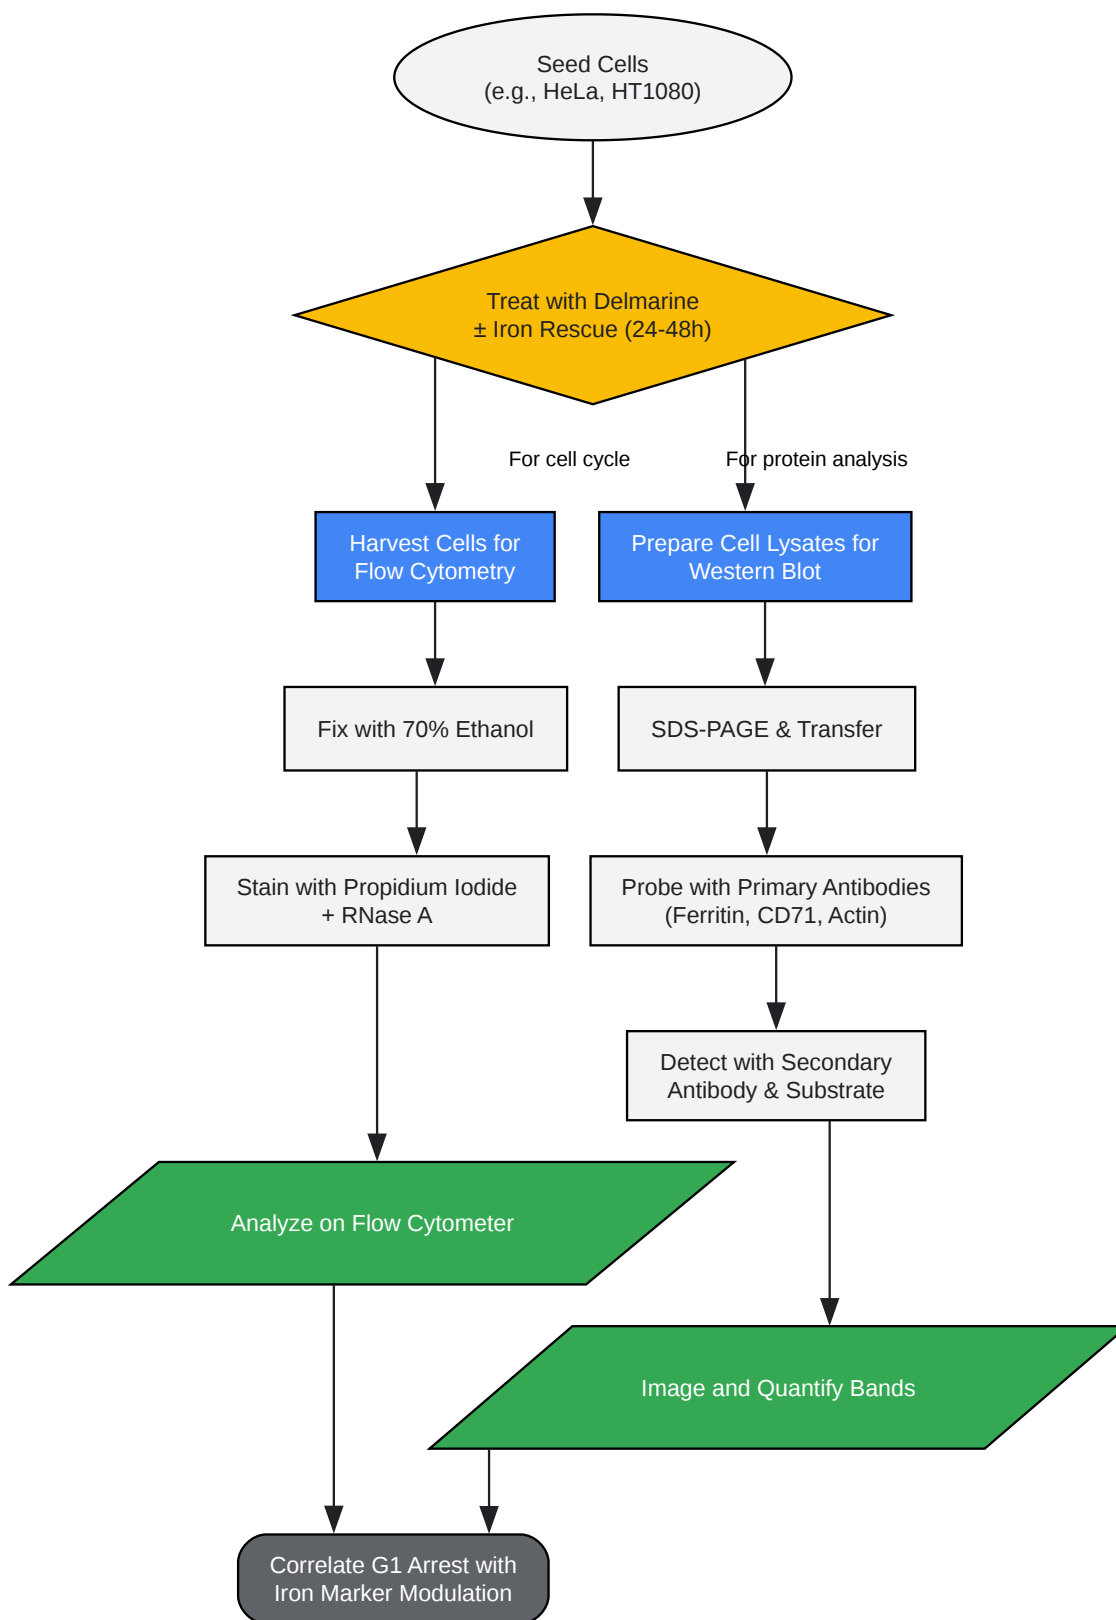 Seed Cells
(e.g., HeLa, HT1080)
Treat with Delmarine
± Iron Rescue (24-48h)
For cell cycle
For protein analysis
Harvest Cells for
Flow Cytometry
Prepare Cell Lysates for
Western Blot
Fix with 70% Ethanol
SDS-PAGE & Transfer
Stain with Propidium Iodide
+ RNase A
Probe with Primary Antibodies
(Ferritin, CD71, Actin)
Detect with Secondary
Antibody & Substrate
Analyze on Flow Cytometer
Image and Quantify Bands
Correlate G1 Arrest with
Iron Marker Modulation